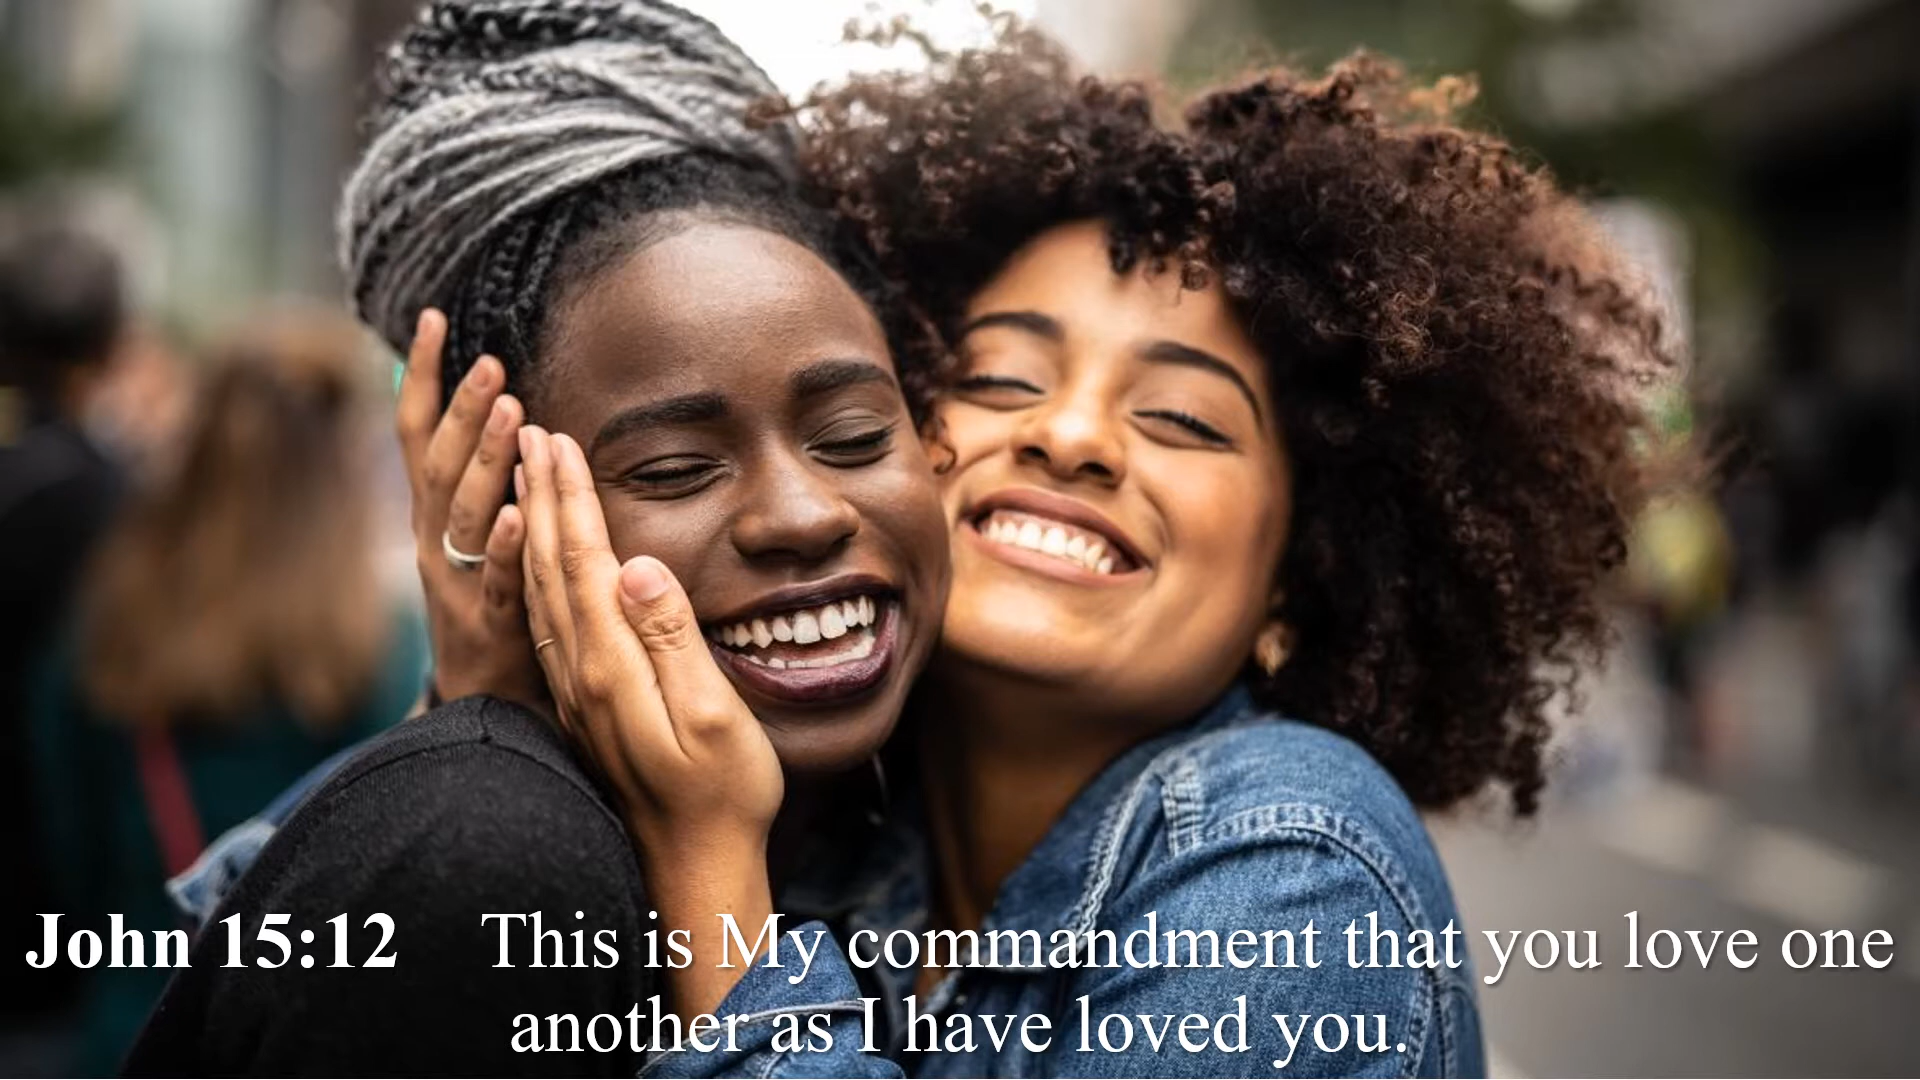 John 15:12 This is My commandment that you love one
another as I have loved you.